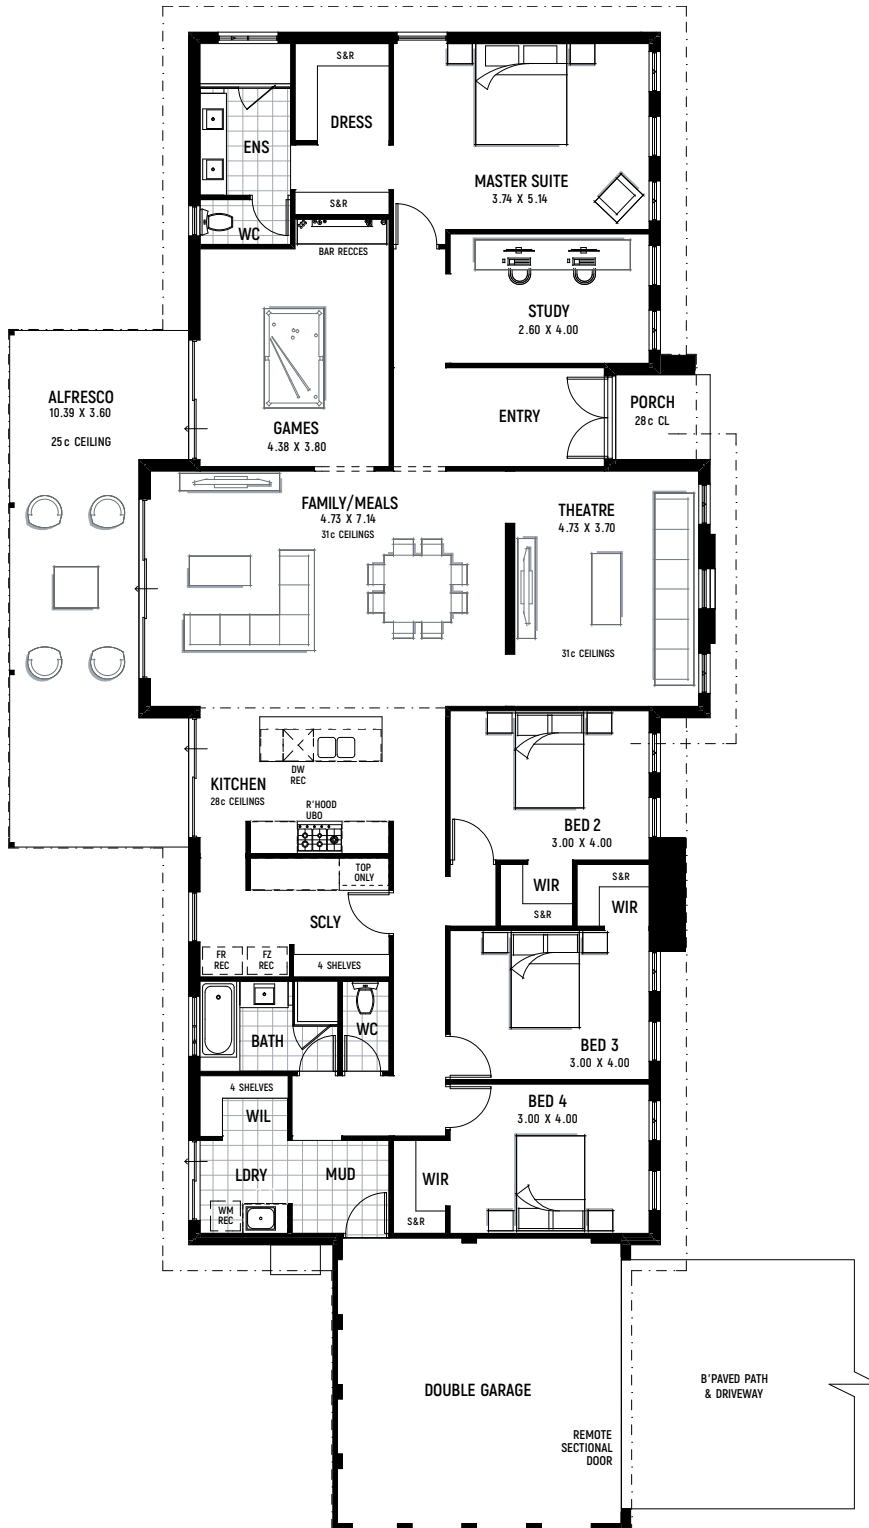 S&R
DRESS
ENS
S&R
WC
MASTER SUITE
3.74 X 5.14
BAR RECCES
STUDY
2.60 X 4.00
ALFRESCO
10.39 X 3.60
25c CEILING
GAMES
4.38 X 3.80
ENTRY
PORCH
28c CL
FAMILY/MEALS
4.73 X 7.14
31c CEILINGS
THEATRE
4.73 X 3.70
31c CEILINGS
KITCHEN
28c CEILINGS
DW
REC
R'HOOD
UBO
BED 2
3.00 X 4.00
TOP
ONLY
WIR
S&R
S&R
WIR
SCLY
FR
REC
FZ
REC
4 SHELVES
BATH
WC
BED 3
3.00 X 4.00
4 SHELVES
WIL
BED 4
3.00 X 4.00
LDRY
MUD
WIR
WM
REC
S&R
DOUBLE GARAGE
REMOTE
SECTIONAL
DOOR
B'PAVED PATH
& DRIVEWAY